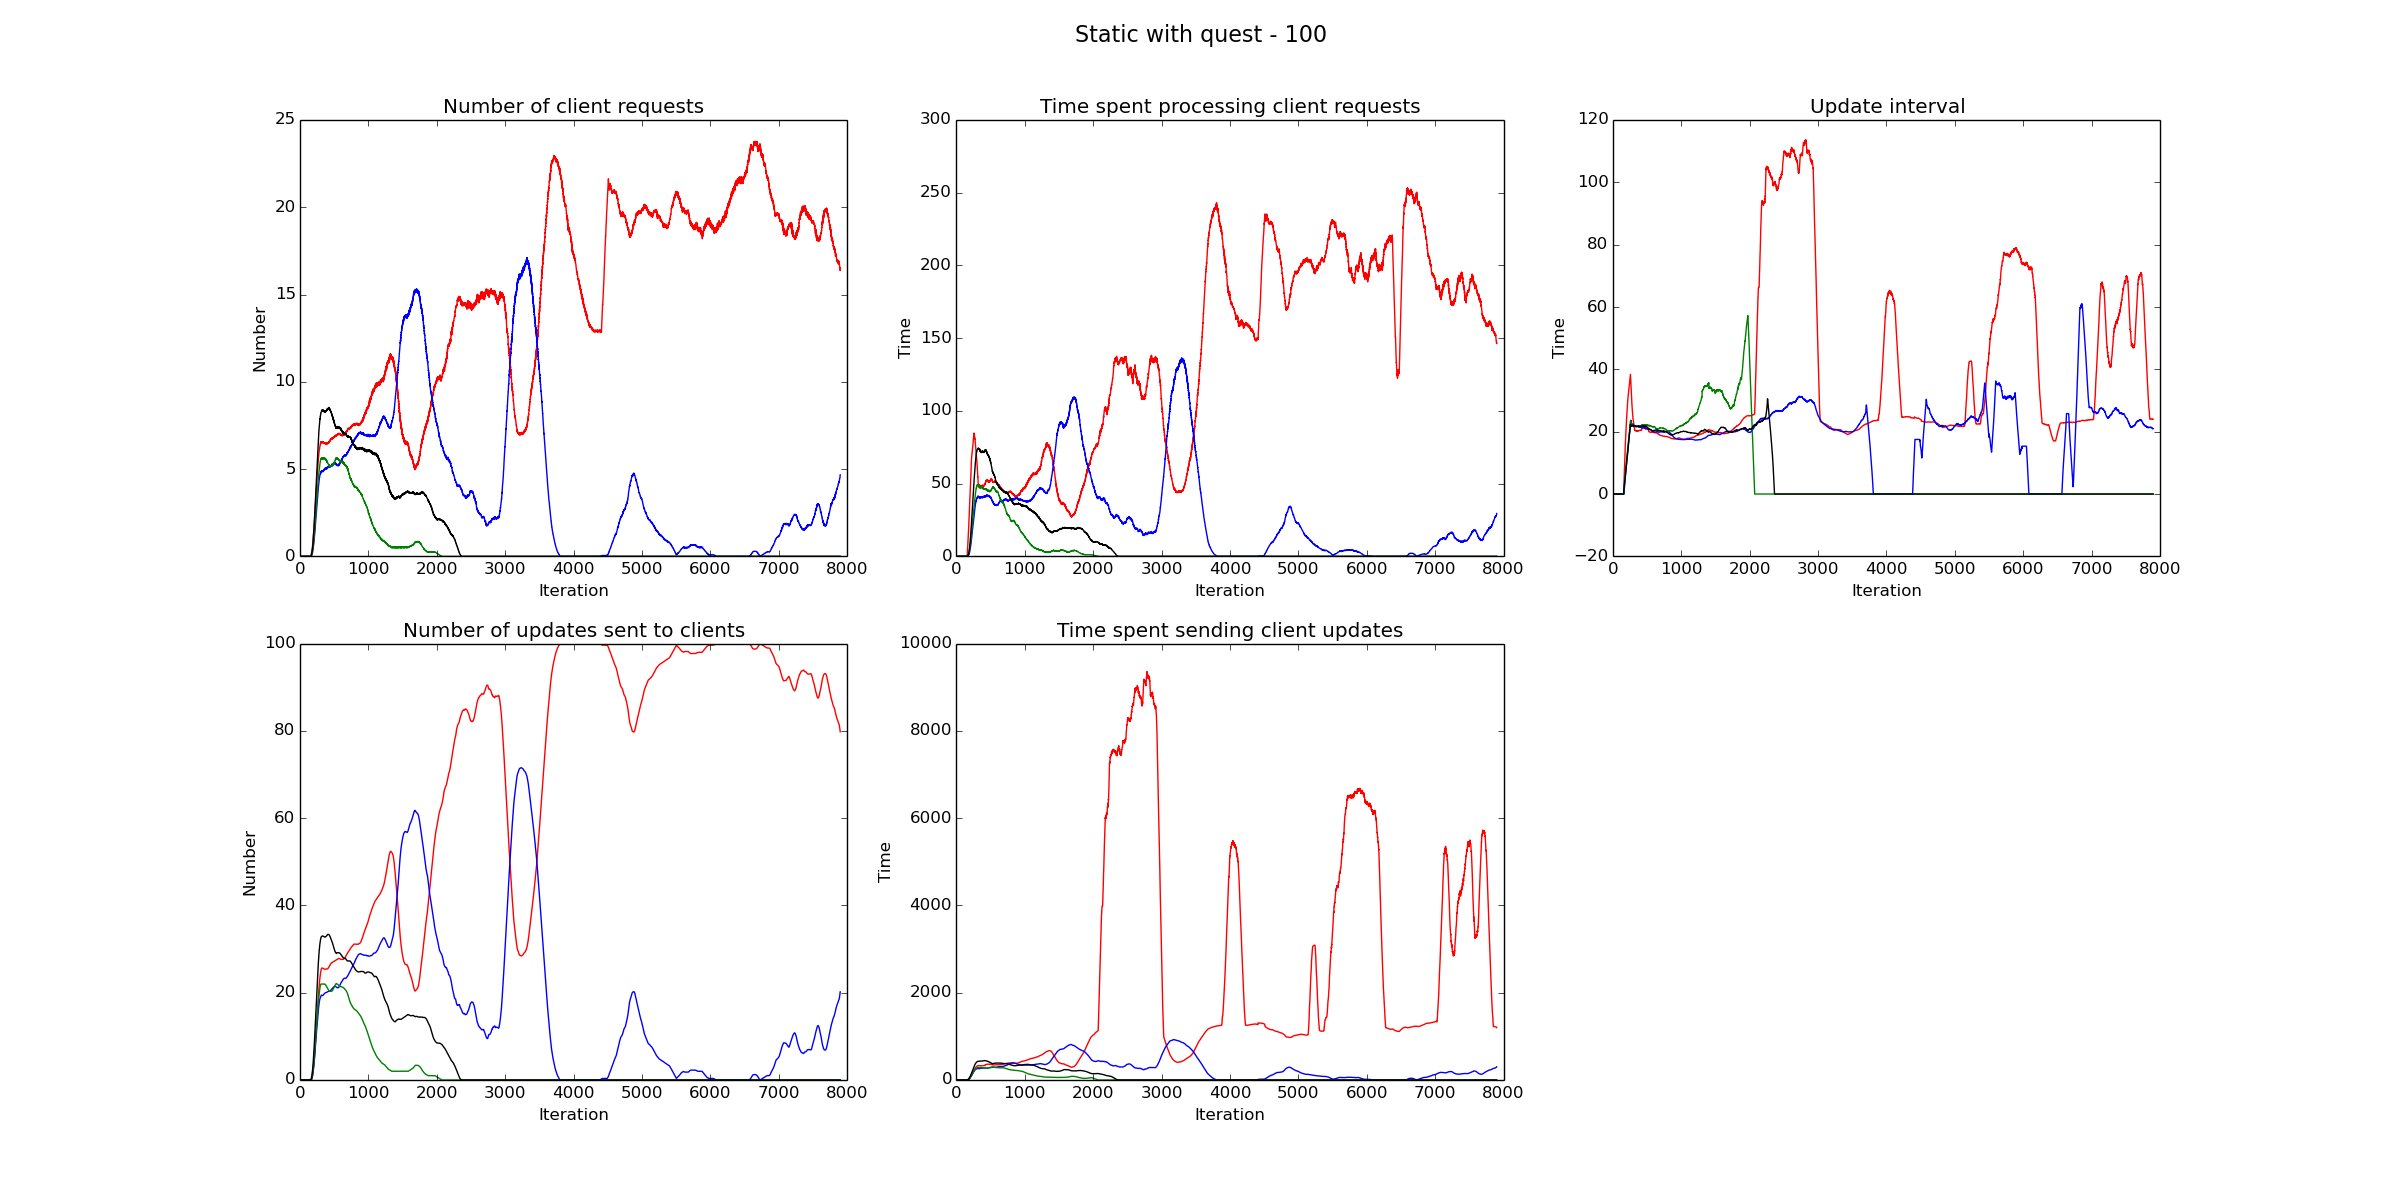 Static with quest - 100
Number of client requests
25
20
15
10
5
0
Number
0 1000 2000 3000 4000 5000 6000 7000 8000
Iteration
Time spent processing client requests
300
250
200
150
100
50
0
Time
0 1000 2000 3000 4000 5000 6000 7000 8000
Iteration
Update interval
120
100
80
60
40
20
0
−20
Time
0 1000 2000 3000 4000 5000 6000 7000 8000
Iteration
Number of updates sent to clients
100
80
60
40
20
0
Number
0 1000 2000 3000 4000 5000 6000 7000 8000
Iteration
Time spent sending client updates
10000
8000
6000
4000
2000
0
Time
0 1000 2000 3000 4000 5000 6000 7000 8000
Iteration